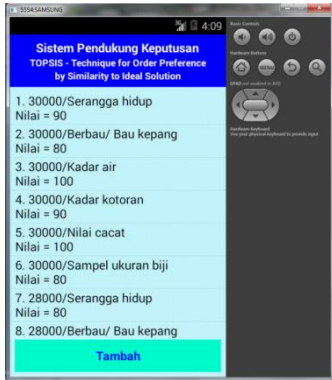 5554:SAMSUNG
4:09
Sistem Pendukung Keputusan
TOPSIS - Technique for Order Preference
by Similarity to Ideal Solution
1. 30000/Serangga hidup
Nilai = 90
2. 30000/Berbau/ Bau kepang
Nilai = 80
3. 30000/Kadar air
Nilai = 100
4. 30000/Kadar kotoran
Nilai = 90
5. 30000/Nilai cacat
Nilai = 100
6. 30000/Sampel ukuran biji
Nilai = 80
7. 28000/Serangga hidup
Nilai = 80
8. 28000/Berbau/ Bau kepang
Tambah
Basic Controls
Hardware Buttons
MENU
DPAD not enabled in AVD
Hardware Keyboard
Use your physical keyboard to provide input